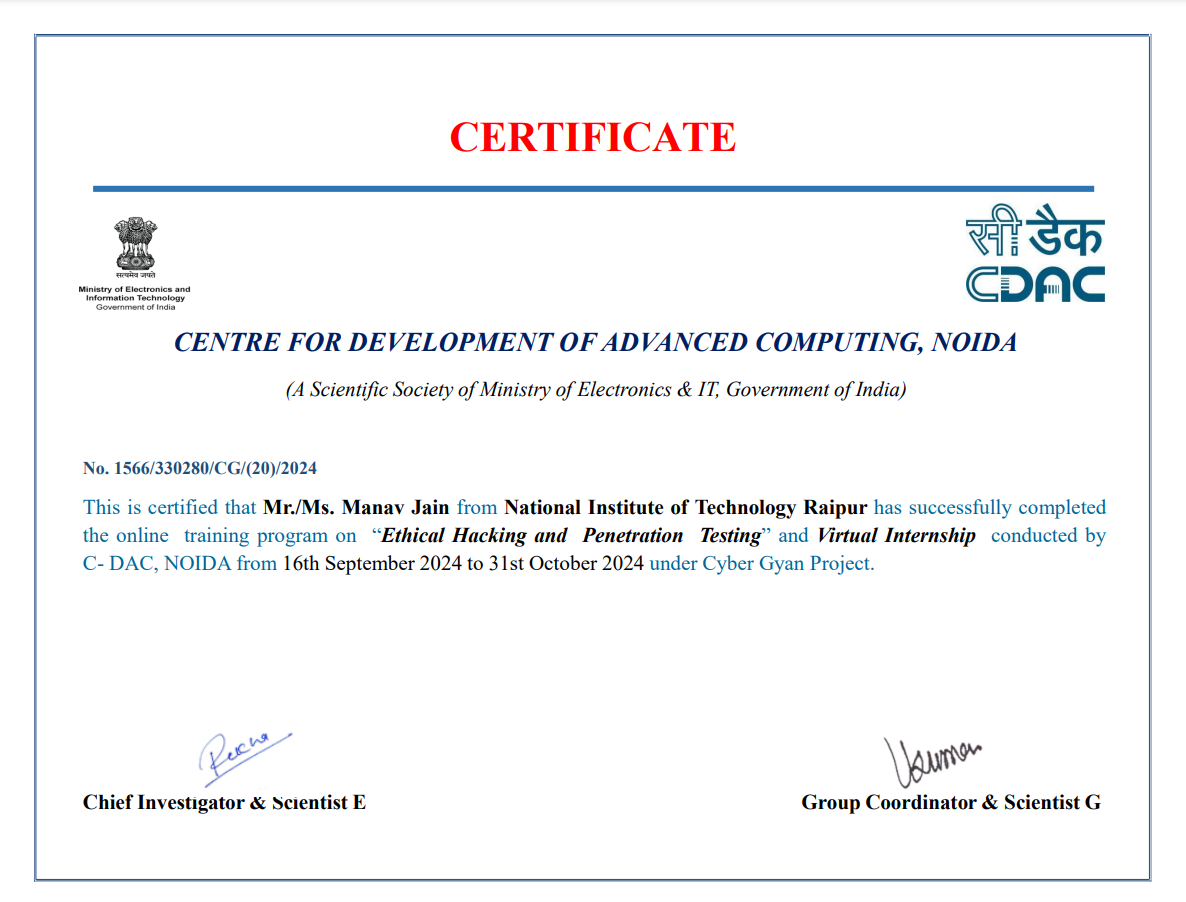 CERTIFICATE
सत्यमेव जयते
Ministry of Electronics and
Information Technology
Government of India
सी डैक
CDAC
CENTRE FOR DEVELOPMENT OF ADVANCED COMPUTING, NOIDA
(A Scientific Society of Ministry of Electronics & IT, Government of India)
No. 1566/330280/CG/(20)/2024
This is certified that Mr./Ms. Manav Jain from National Institute of Technology Raipur has successfully completed
the online training program on “Ethical Hacking and Penetration Testing” and Virtual Internship conducted by
C- DAC, NOIDA from 16th September 2024 to 31st October 2024 under Cyber Gyan Project.
Chief Investigator & Scientist E
Group Coordinator & Scientist G